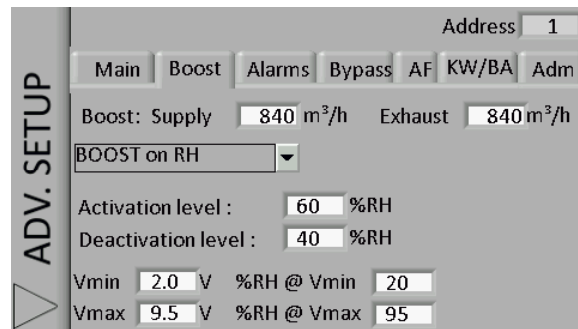 Address 1
ADV. SETUP
Main Boost Alarms Bypass AF KW/BA Adm
Boost: Supply 840 m³/h Exhaust 840 m³/h
BOOST on RH
Activation level : 60 %RH
Deactivation level : 40 %RH
Vmin 2.0 V %RH @ Vmin 20
Vmax 9.5 V %RH @ Vmax 95